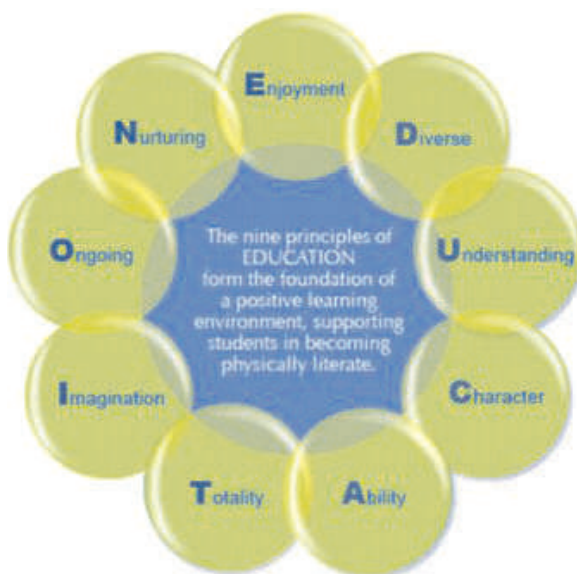 Enjoyment
Diverse
Understanding
Character
Ability
Totality
Imagination
Ongoing
Nurturing
The nine principles of
EDUCATION
form the foundation of
a positive learning
environment, supporting
students in becoming
physically literate.